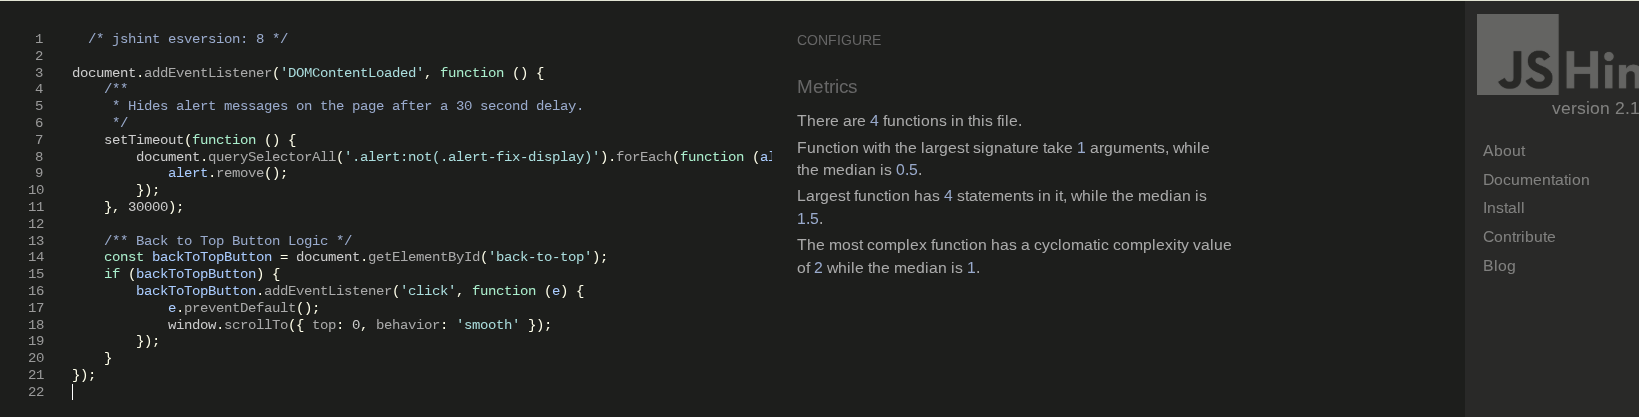 1 /* jshint esversion: 8 */
2
3 document.addEventListener('DOMContentLoaded', function () {
4 /**
5 * Hides alert messages on the page after a 30 second delay.
6 */
7 setTimeout(function () {
8 document.querySelectorAll('.alert:not(.alert-fix-display)').forEach(function (al
9 alert.remove();
10 });
11 }, 30000);
12
13 /** Back to Top Button Logic */
14 const backToTopButton = document.getElementById('back-to-top');
15 if (backToTopButton) {
16 backToTopButton.addEventListener('click', function (e) {
17 e.preventDefault();
18 window.scrollTo({ top: 0, behavior: 'smooth' });
19 });
20 }
21 });
22
CONFIGURE
Metrics
There are 4 functions in this file.
Function with the largest signature take 1 arguments, while
the median is 0.5.
Largest function has 4 statements in it, while the median is
1.5.
The most complex function has a cyclomatic complexity value
of 2 while the median is 1.
JSHin
version 2.1
About
Documentation
Install
Contribute
Blog